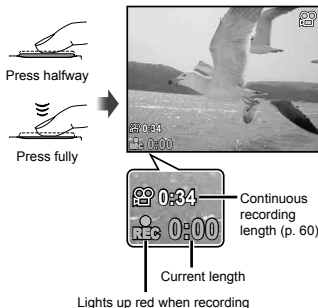 Press halfway
Press fully
0:34
REC 0:00
0:34
REC 0:00
Continuous
recording
length (p. 60)
Current length
Lights up red when recording